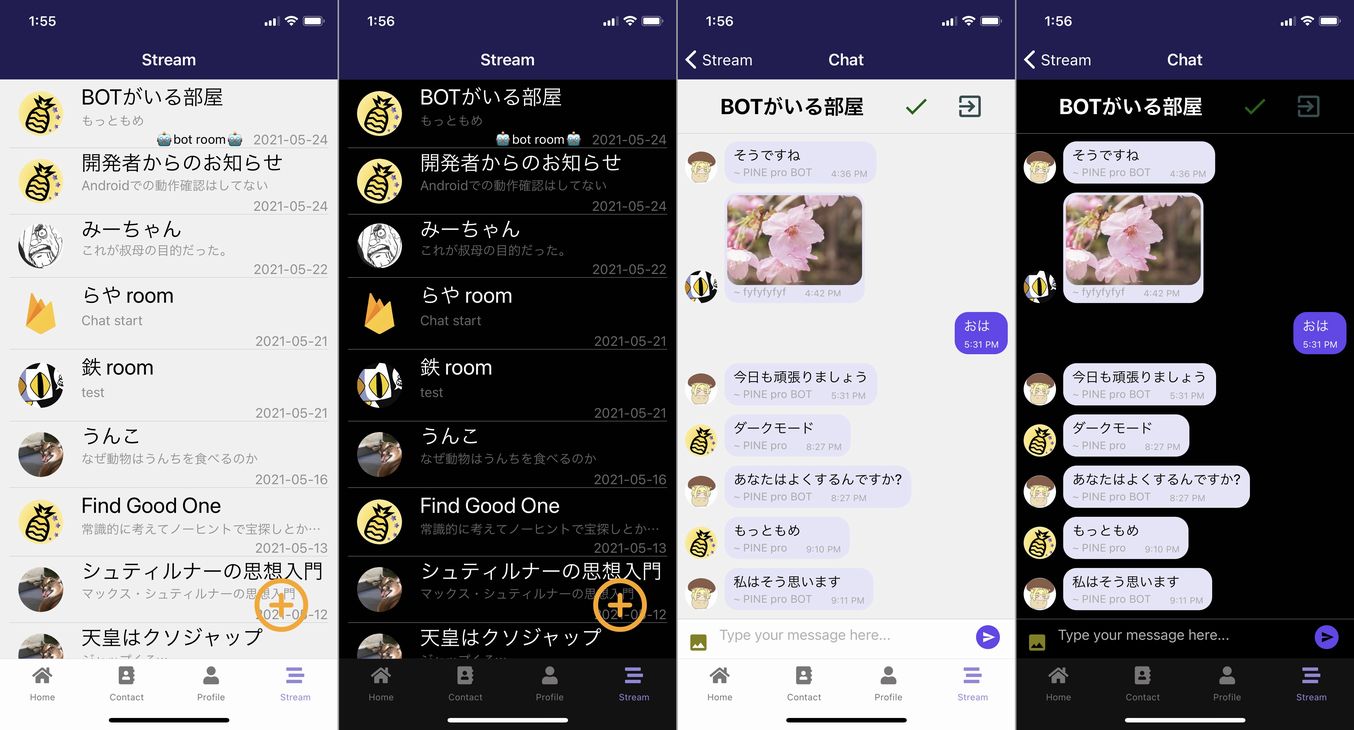 1:55
Stream
BOTがいる部屋
もっともめ
🤖bot room🤖 2021-05-24
開発者からのお知らせ
Androidでの動作確認はしてない
2021-05-24
みーちゃん
これが叔母の目的だった。
2021-05-22
らや room
Chat start
2021-05-21
鉄 room
test
2021-05-21
うんこ
なぜ動物はうんちを食べるのか
2021-05-16
Find Good One
常識的に考えてノーヒントで宝探しとか…
2021-05-13
シュティルナーの思想入門
マックス・シュティルナーの思想入門
2021-05-12
天皇はクソジャップ
Home Contact Profile Stream
1:56
Stream
BOTがいる部屋
もっともめ
🤖bot room🤖 2021-05-24
開発者からのお知らせ
Androidでの動作確認はしてない
2021-05-24
みーちゃん
これが叔母の目的だった。
2021-05-22
らや room
Chat start
2021-05-21
鉄 room
test
2021-05-21
うんこ
なぜ動物はうんちを食べるのか
2021-05-16
Find Good One
常識的に考えてノーヒントで宝探しとか…
2021-05-13
シュティルナーの思想入門
マックス・シュティルナーの思想入門
2021-05-12
天皇はクソジャップ
Home Contact Profile Stream
1:56
Stream Chat
BOTがいる部屋
そうですね
~ PINE pro BOT 4:36 PM
~ fyfyfyfyf 4:42 PM
おは
5:31 PM
今日も頑張りましょう
~ PINE pro BOT 5:31 PM
ダークモード
~ PINE pro 8:27 PM
あなたはよくするんですか?
~ PINE pro BOT 8:27 PM
もっともめ
~ PINE pro 9:10 PM
私はそう思います
~ PINE pro BOT 9:11 PM
Type your message here...
Home Contact Profile Stream
1:56
Stream Chat
BOTがいる部屋
そうですね
~ PINE pro BOT 4:36 PM
~ fyfyfyfyf 4:42 PM
おは
5:31 PM
今日も頑張りましょう
~ PINE pro BOT 5:31 PM
ダークモード
~ PINE pro 8:27 PM
あなたはよくするんですか?
~ PINE pro BOT 8:27 PM
もっともめ
~ PINE pro 9:10 PM
私はそう思います
~ PINE pro BOT 9:11 PM
Type your message here...
Home Contact Profile Stream